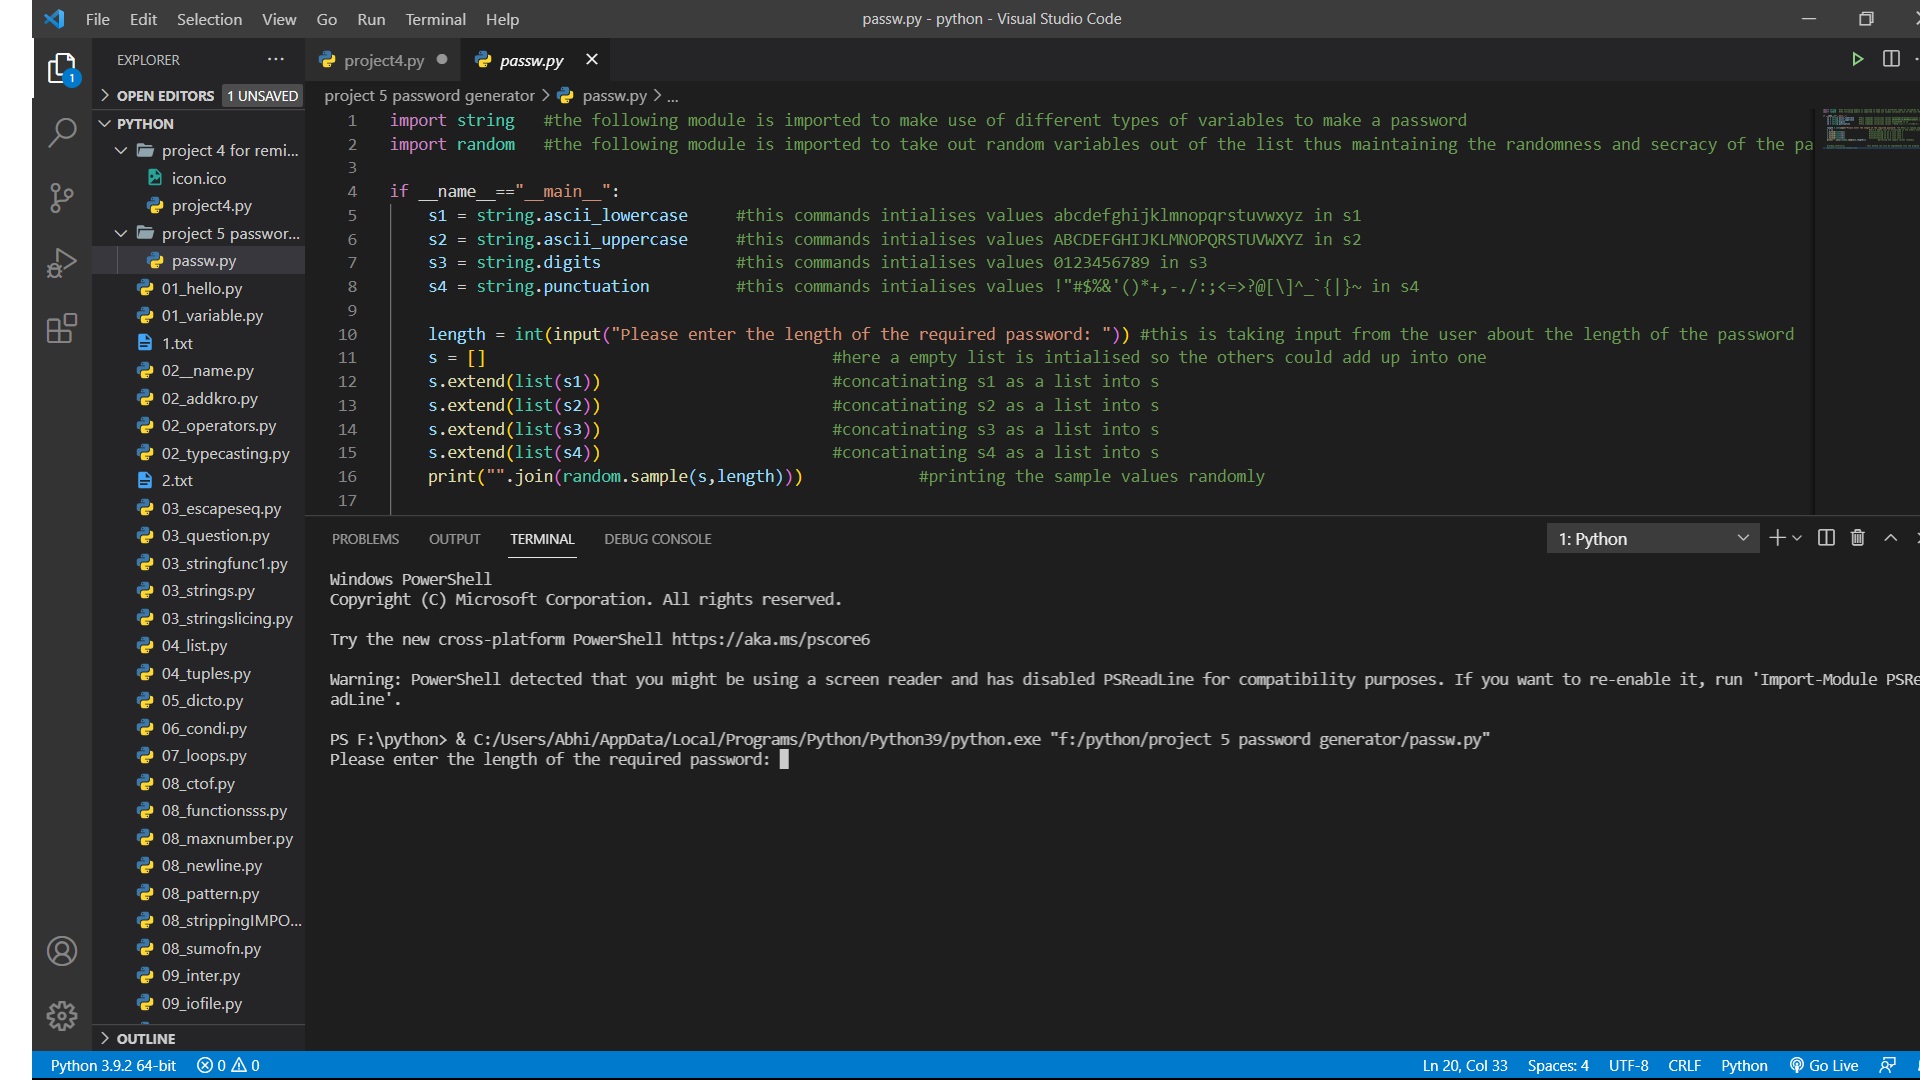 File Edit Selection View Go Run Terminal Help
passw.py - python - Visual Studio Code
EXPLORER ...
project4.py
passw.py
OPEN EDITORS 1 UNSAVED
project 5 password generator > passw.py > ...
PYTHON
project 4 for remi...
icon.ico
project4.py
project 5 passwor...
passw.py
01_hello.py
01_variable.py
1.txt
02__name.py
02_addkro.py
02_operators.py
02_typecasting.py
2.txt
03_escapeseq.py
03_question.py
03_stringfunc1.py
03_strings.py
03_stringslicing.py
04_list.py
04_tuples.py
05_dicto.py
06_condi.py
07_loops.py
08_ctof.py
08_functionsss.py
08_maxnumber.py
08_newline.py
08_pattern.py
08_strippingIMPO...
08_sumofn.py
09_inter.py
09_iofile.py
OUTLINE
1 import string #the following module is imported to make use of different types of variables to make a password
2 import random #the following module is imported to take out random variables out of the list thus maintaining the randomness and secracy of the pa
3
4 if __name__=="__main__":
5 s1 = string.ascii_lowercase #this commands intialises values abcdefghijklmnopqrstuvwxyz in s1
6 s2 = string.ascii_uppercase #this commands intialises values ABCDEFGHIJKLMNOPQRSTUVWXYZ in s2
7 s3 = string.digits #this commands intialises values 0123456789 in s3
8 s4 = string.punctuation #this commands intialises values !"#$%&'()*+,-./:;<=>?@[\]^_`{|}~ in s4
9
10 length = int(input("Please enter the length of the required password: ")) #this is taking input from the user about the length of the password
11 s = [] #here a empty list is intialised so the others could add up into one
12 s.extend(list(s1)) #concatinating s1 as a list into s
13 s.extend(list(s2)) #concatinating s2 as a list into s
14 s.extend(list(s3)) #concatinating s3 as a list into s
15 s.extend(list(s4)) #concatinating s4 as a list into s
16 print("".join(random.sample(s,length))) #printing the sample values randomly
17
PROBLEMS OUTPUT TERMINAL DEBUG CONSOLE
1: Python
Windows PowerShell
Copyright (C) Microsoft Corporation. All rights reserved.
Try the new cross-platform PowerShell https://aka.ms/pscore6
Warning: PowerShell detected that you might be using a screen reader and has disabled PSReadLine for compatibility purposes. If you want to re-enable it, run 'Import-Module PSRe
adLine'.
PS F:\python> & C:/Users/Abhi/AppData/Local/Programs/Python/Python39/python.exe "f:/python/project 5 password generator/passw.py"
Please enter the length of the required password:
1
Python 3.9.2 64-bit 0 0
Ln 20, Col 33 Spaces: 4 UTF-8 CRLF Python Go Live